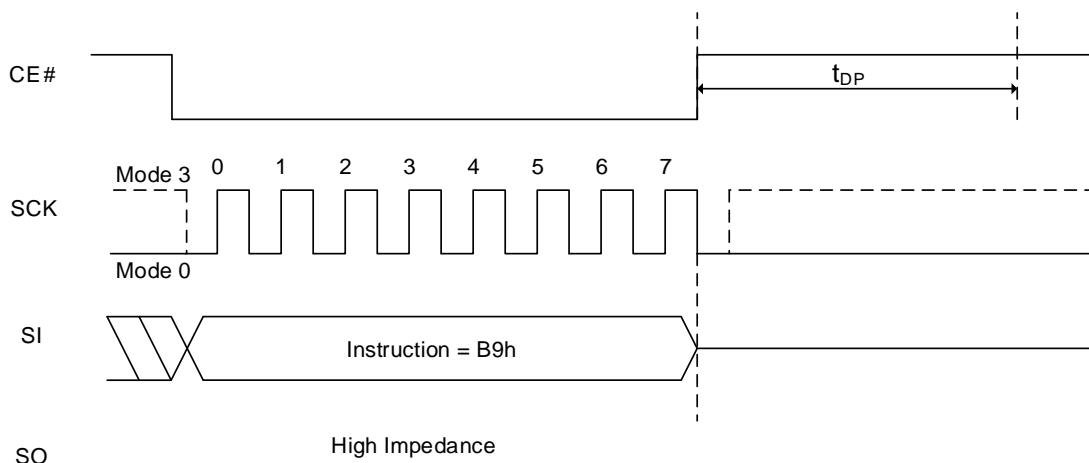 CE#
tDP
Mode 3
0 1 2 3 4 5 6 7
SCK
Mode 0
SI
Instruction = B9h
High Impedance
SO